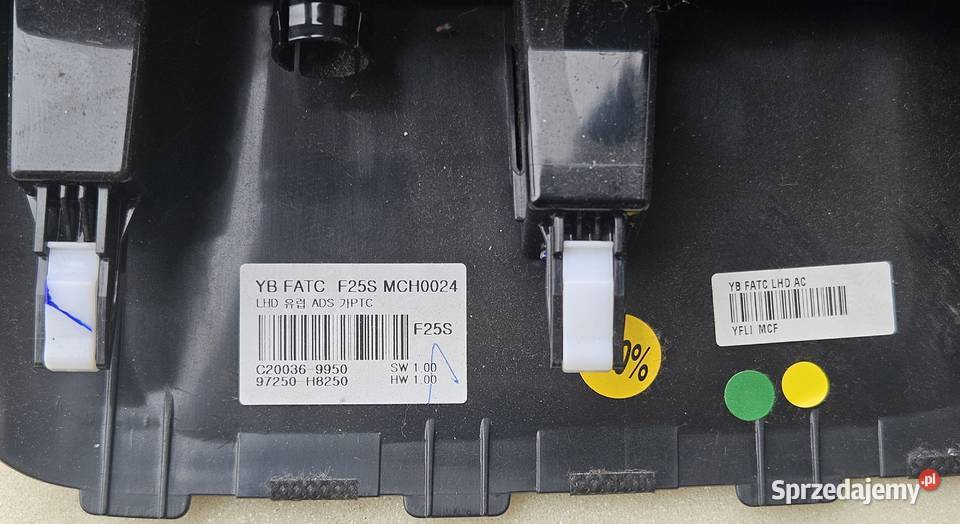 YB FATC F25S MCH0024
LHD 유럽 ADS 가PTC
F25S
C20036-9950 SW 1.00
97250-H8250 HW 1.00
0%
YB FATC LHD AC
YFLI MCF
Sprzedajemy.pl